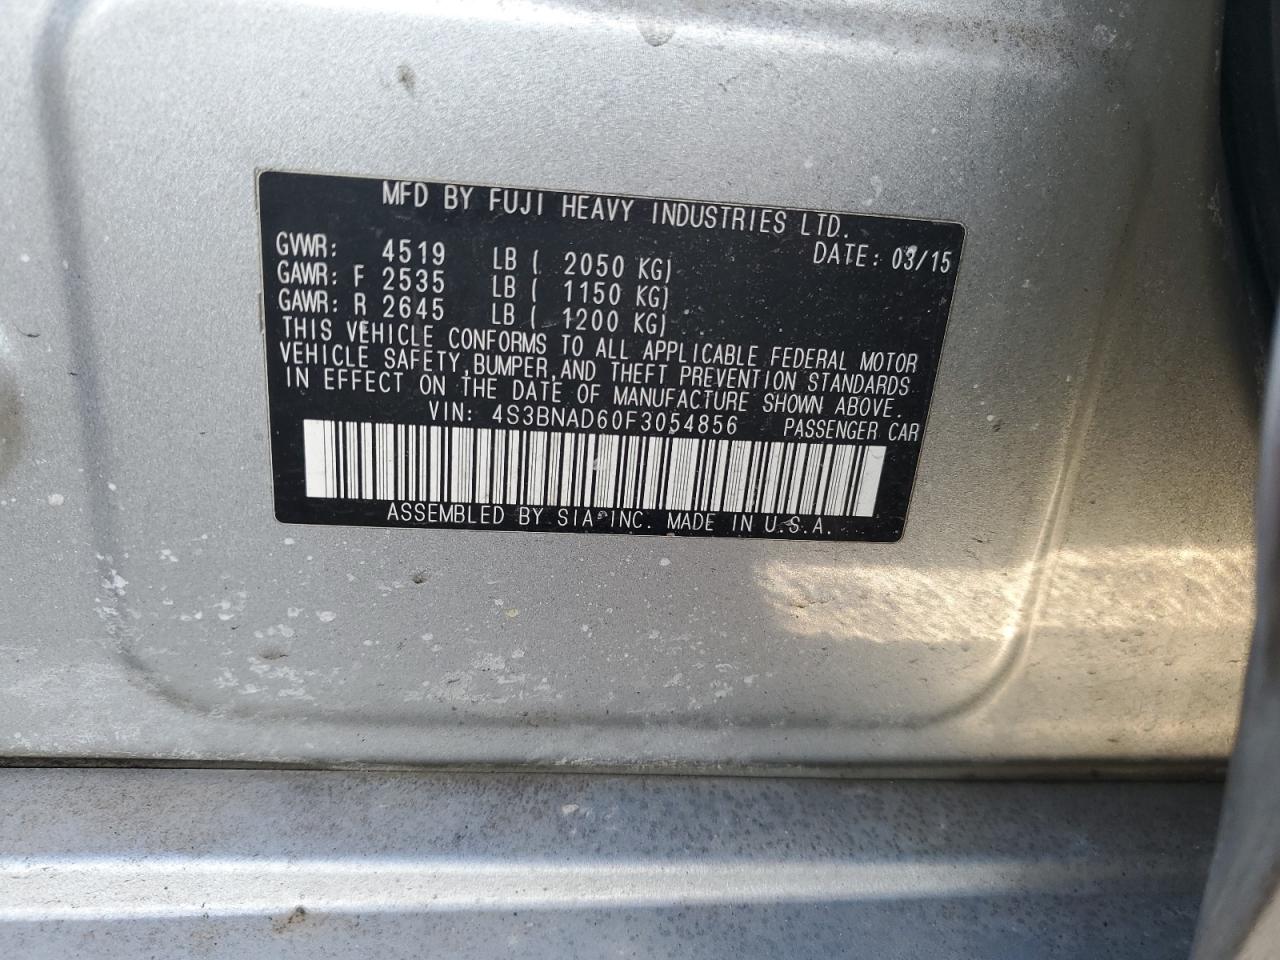 MFD BY FUJI HEAVY INDUSTRIES LTD.
DATE: 03/15
GVWR: 4519 LB ( 2050 KG)
GAWR: F 2535 LB ( 1150 KG)
GAWR: R 2645 LB ( 1200 KG)
THIS VEHICLE CONFORMS TO ALL APPLICABLE FEDERAL MOTOR
VEHICLE SAFETY, BUMPER, AND THEFT PREVENTION STANDARDS
IN EFFECT ON THE DATE OF MANUFACTURE SHOWN ABOVE.
VIN: 4S3BNAD60F3054856 PASSENGER CAR
ASSEMBLED BY SIA INC. MADE IN U.S.A.